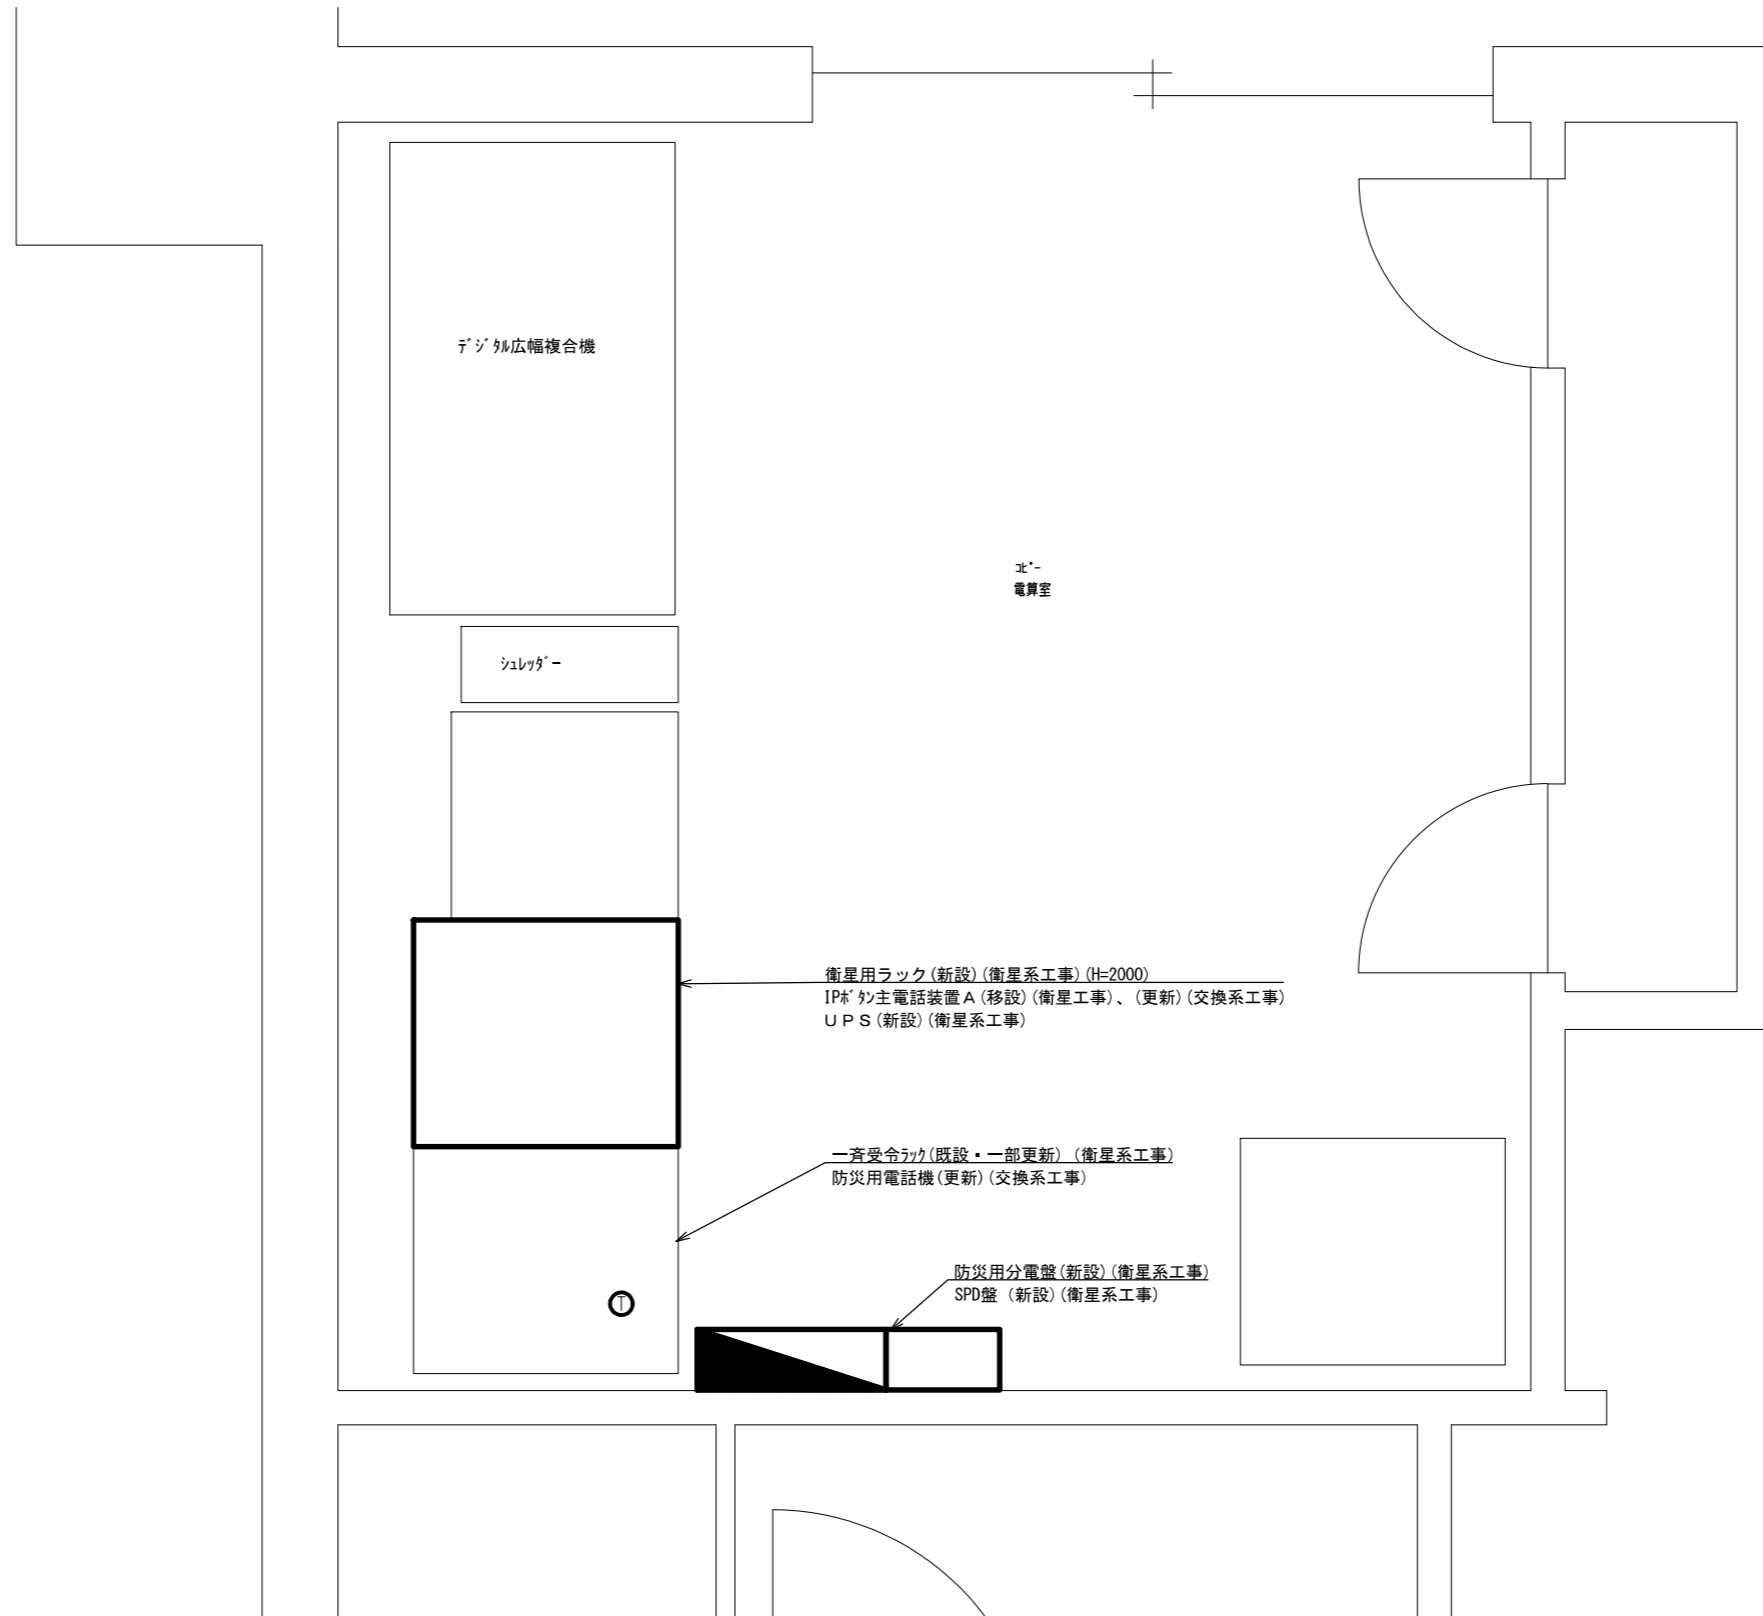 ﾃﾞｼﾞﾀﾙ広幅複合機
ｺﾋﾟｰ
電算室
ｼｭﾚｯﾀﾞｰ
衛星用ラック(新設)(衛星系工事)(H=2000)
IPﾎﾞﾀﾝ主電話装置Ａ(移設)(衛星工事)、(更新)(交換系工事)
ＵＰＳ(新設)(衛星系工事)
一斉受令ﾗｯｸ(既設・一部更新)（衛星系工事)
防災用電話機(更新)(交換系工事)
防災用分電盤(新設)(衛星系工事)
SPD盤（新設)(衛星系工事)
T